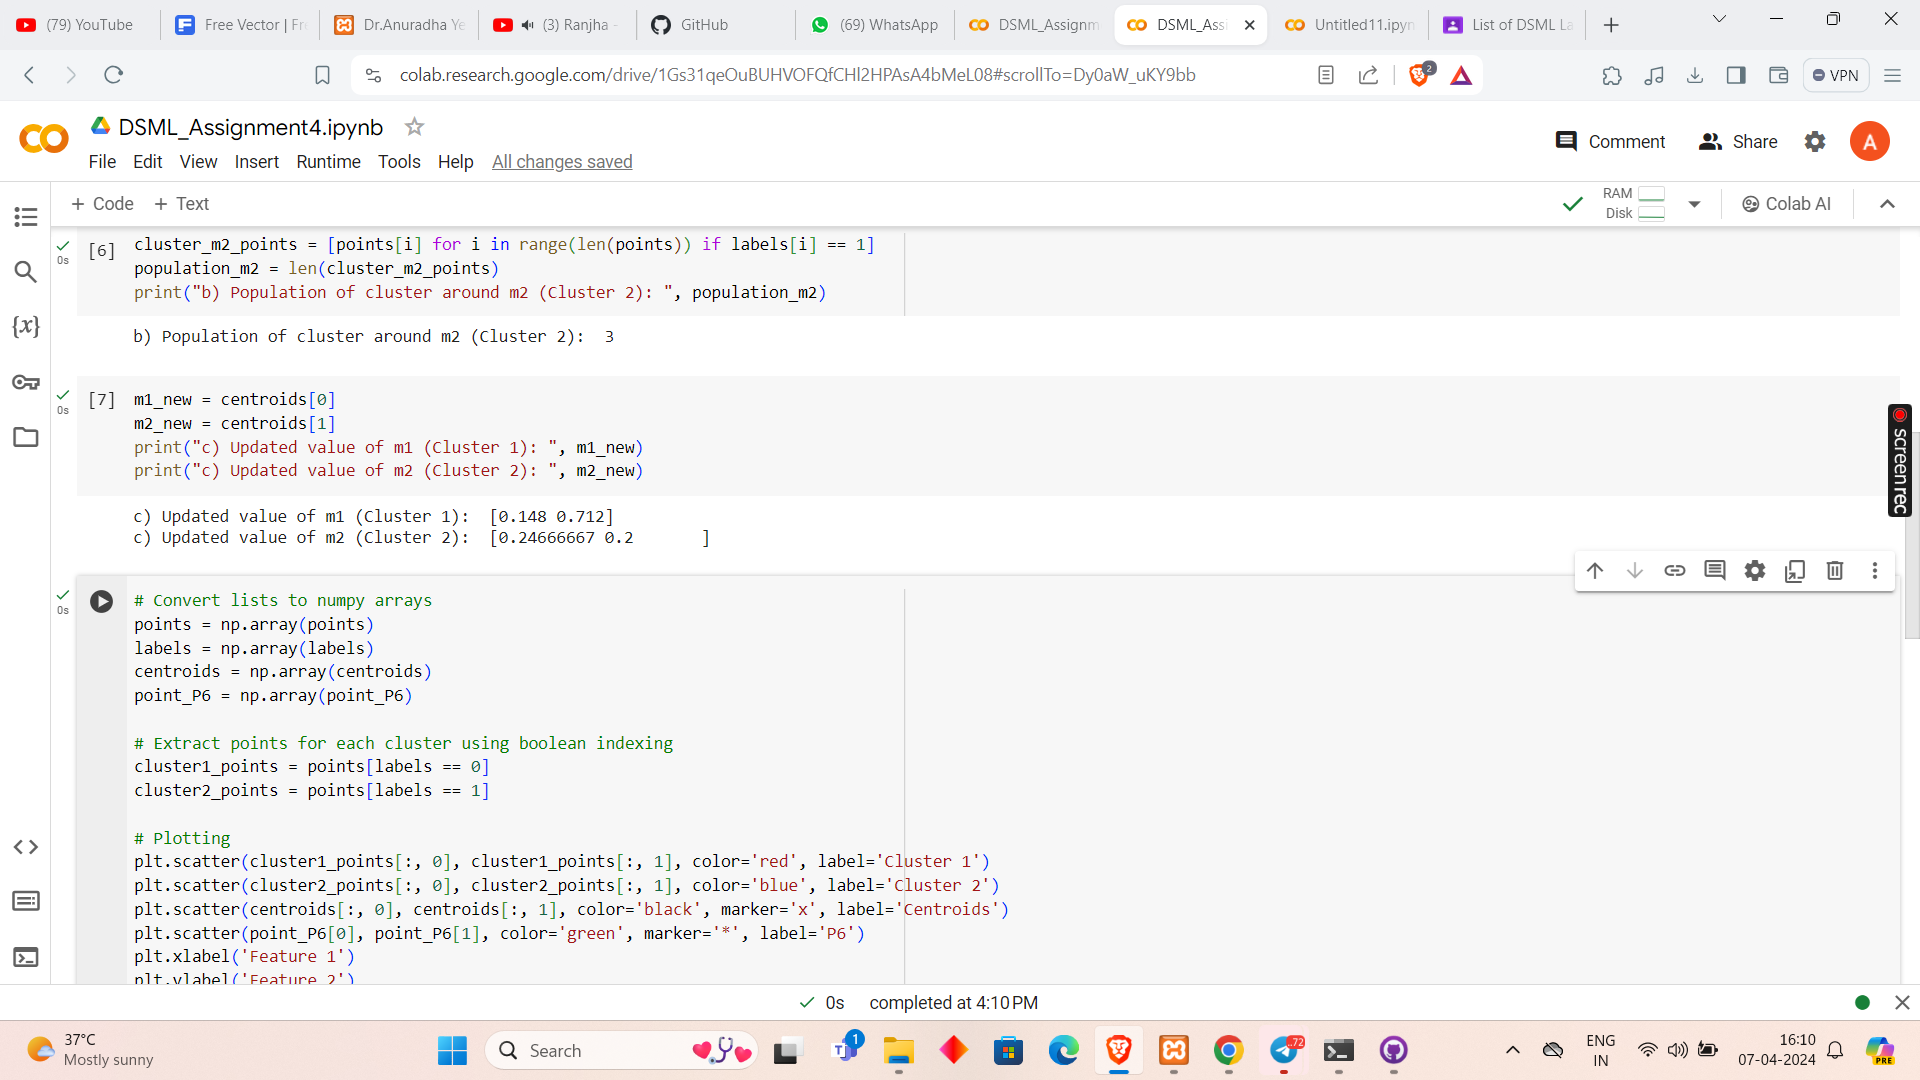 (79) YouTube
Free Vector | Fr
Dr.Anuradha Ye
(3) Ranjha -
GitHub
(69) WhatsApp
DSML_Assignm
DSML_Assi
Untitled11.ipyn
List of DSML La
colab.research.google.com/drive/1Gs31qeOuBUHVOFQfCHl2HPAsA4bMeL08#scrollTo=Dy0aW_uKY9bb
2
VPN
DSML_Assignment4.ipynb
File Edit View Insert Runtime Tools Help All changes saved
Comment
Share
A
+ Code + Text
RAM
Disk
Colab AI
{x}
0s
[6]
cluster_m2_points = [points[i] for i in range(len(points)) if labels[i] == 1]
population_m2 = len(cluster_m2_points)
print("b) Population of cluster around m2 (Cluster 2): ", population_m2)
b) Population of cluster around m2 (Cluster 2):  3
0s
[7]
m1_new = centroids[0]
m2_new = centroids[1]
print("c) Updated value of m1 (Cluster 1): ", m1_new)
print("c) Updated value of m2 (Cluster 2): ", m2_new)
c) Updated value of m1 (Cluster 1):  [0.148 0.712]
c) Updated value of m2 (Cluster 2):  [0.24666667 0.2       ]
screenrec
0s
# Convert lists to numpy arrays
points = np.array(points)
labels = np.array(labels)
centroids = np.array(centroids)
point_P6 = np.array(point_P6)
# Extract points for each cluster using boolean indexing
cluster1_points = points[labels == 0]
cluster2_points = points[labels == 1]
# Plotting
plt.scatter(cluster1_points[:, 0], cluster1_points[:, 1], color='red', label='Cluster 1')
plt.scatter(cluster2_points[:, 0], cluster2_points[:, 1], color='blue', label='Cluster 2')
plt.scatter(centroids[:, 0], centroids[:, 1], color='black', marker='x', label='Centroids')
plt.scatter(point_P6[0], point_P6[1], color='green', marker='*', label='P6')
plt.xlabel('Feature 1')
plt.ylabel('Feature 2')
0s completed at 4:10 PM
37°C
Mostly sunny
Search
1
..72
ENG
IN
16:10
07-04-2024
PRE